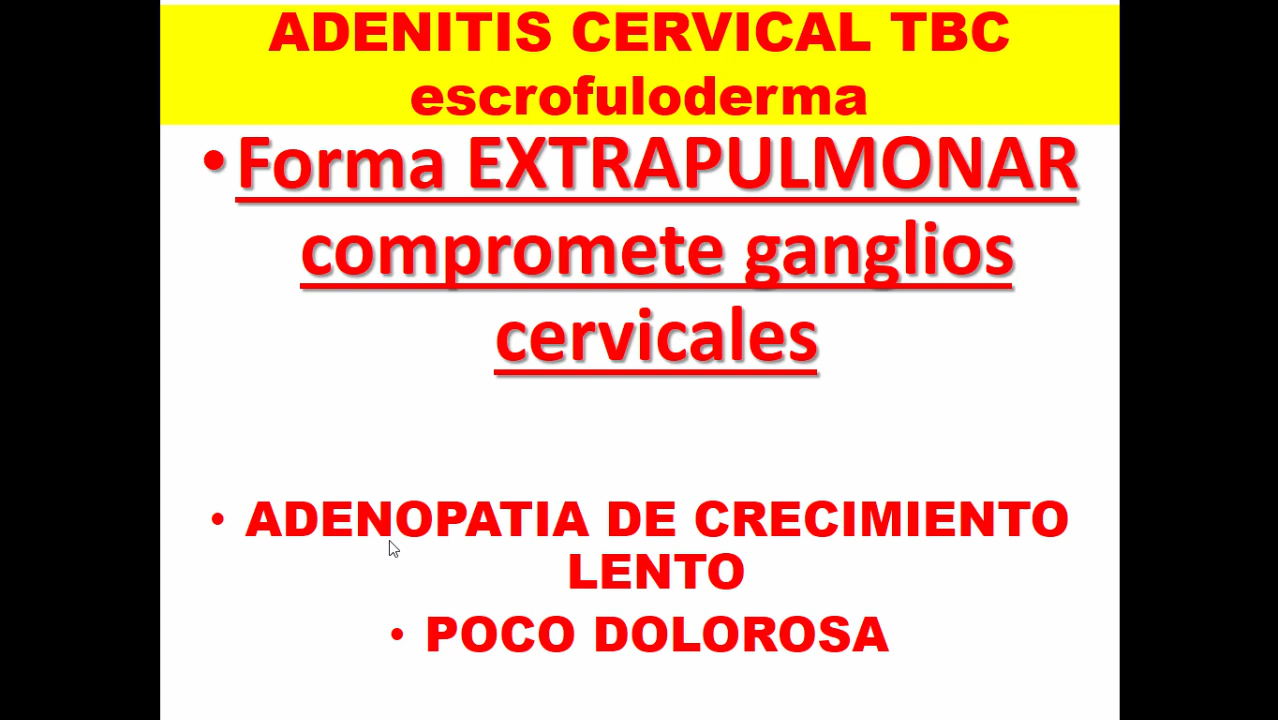 ADENITIS CERVICAL TBC
escrofuloderma
• Forma EXTRAPULMONAR
compromete ganglios
cervicales
• ADENOPATIA DE CRECIMIENTO
LENTO
• POCO DOLOROSA